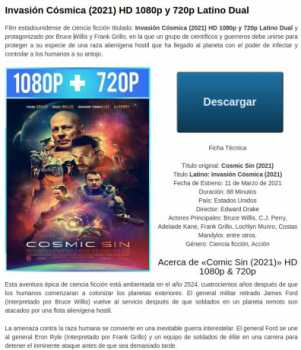 Invasión Cósmica (2021) HD 1080p y 720p Latino Dual
Film estadounidense de ciencia ficción titulado: Invasión Cósmica (2021) HD 1080p y 720p Latino Dual y
protagonizado por Bruce Willis y Frank Grillo, en la que un grupo de científicos y guerreros debe unirse para
proteger a su especie de una raza alienígena hostil que ha llegado al planeta con el poder de infectar y
controlar a los humanos a su antojo.
1080P + 720P
COSMIC SIN
Descargar
Ficha Técnica
Título original: Cosmic Sin (2021)
Titulo Latino: Invasión Cósmica (2021)
Fecha de Estreno: 11 de Marzo de 2021
Duración: 88 Minutos
País: Estados Unidos
Director: Edward Drake
Actores Principales: Bruce Willis, C.J. Perry,
Adelaide Kane, Frank Grillo, Lochlyn Munro, Costas
Mandylor, entre otros.
Género: Ciencia ficción, Acción
Acerca de «Comic Sin (2021)» HD
1080p & 720p
Esta aventura épica de ciencia ficción está ambientada en el año 2524, cuatrocientos años después de que
los humanos comenzaran a colonizar los planetas exteriores. El general militar retirado James Ford
(interpretado por Bruce Willis) vuelve al servicio después de que soldados en un planeta remoto son
atacados por una flota alienígena hostil.
La amenaza contra la raza humana se convierte en una inevitable guerra interestelar. El general Ford se une
al general Eron Ryle (interpretado por Frank Grillo) y un equipo de soldados de élite en una carrera para
detener el inminente ataque antes de que sea demasiado tarde.